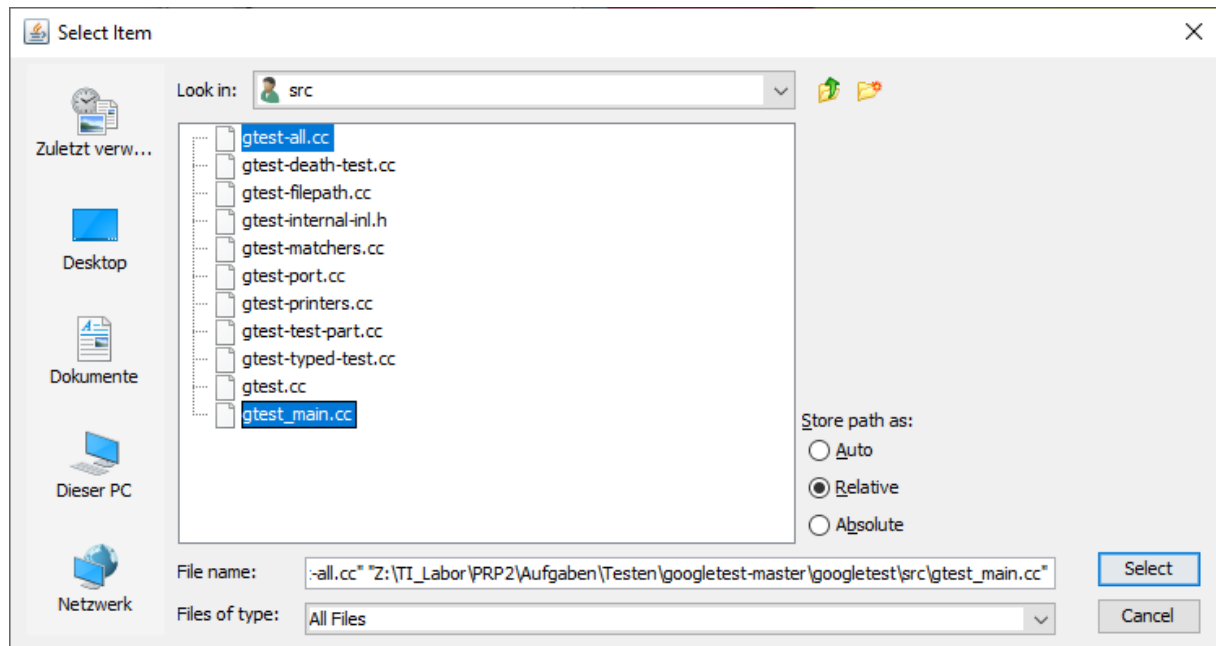 Select Item
Look in: src
Zuletzt verw...
Desktop
Dokumente
Dieser PC
Netzwerk
gtest-all.cc
gtest-death-test.cc
gtest-filepath.cc
gtest-internal-inl.h
gtest-matchers.cc
gtest-port.cc
gtest-printers.cc
gtest-test-part.cc
gtest-typed-test.cc
gtest.cc
gtest_main.cc
Store path as:
Auto
Relative
Absolute
File name: :-all.cc" "Z:\TI_Labor\PRP2\Aufgaben\Testen\googletest-master\googletest\src\gtest_main.cc"
Select
Files of type: All Files
Cancel